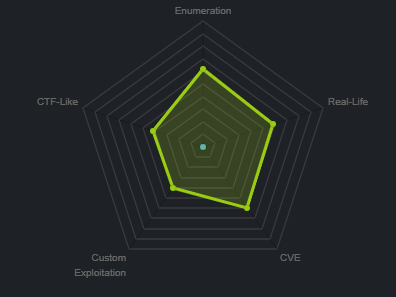 Enumeration
CTF-Like
Real-Life
Custom
Exploitation
CVE